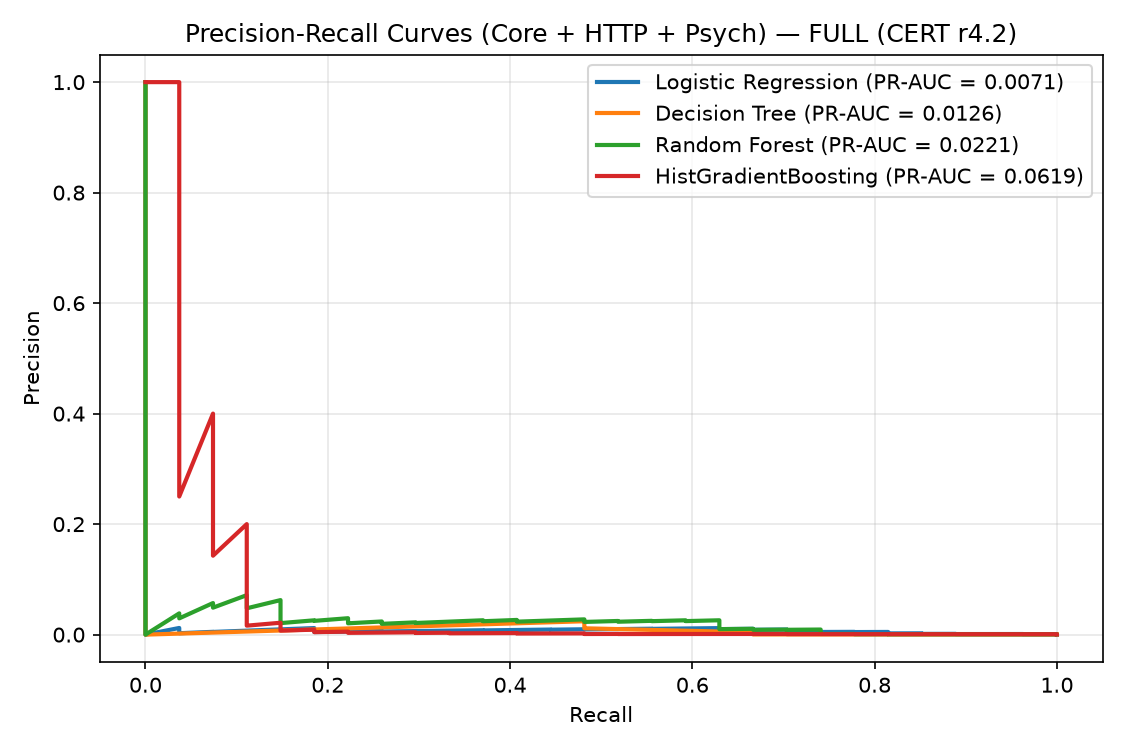 Precision-Recall Curves (Core + HTTP + Psych) — FULL (CERT r4.2)
Logistic Regression (PR-AUC = 0.0071)
Decision Tree (PR-AUC = 0.0126)
Random Forest (PR-AUC = 0.0221)
HistGradientBoosting (PR-AUC = 0.0619)
Precision
1.0
0.8
0.6
0.4
0.2
0.0
0.0 0.2 0.4 0.6 0.8 1.0
Recall